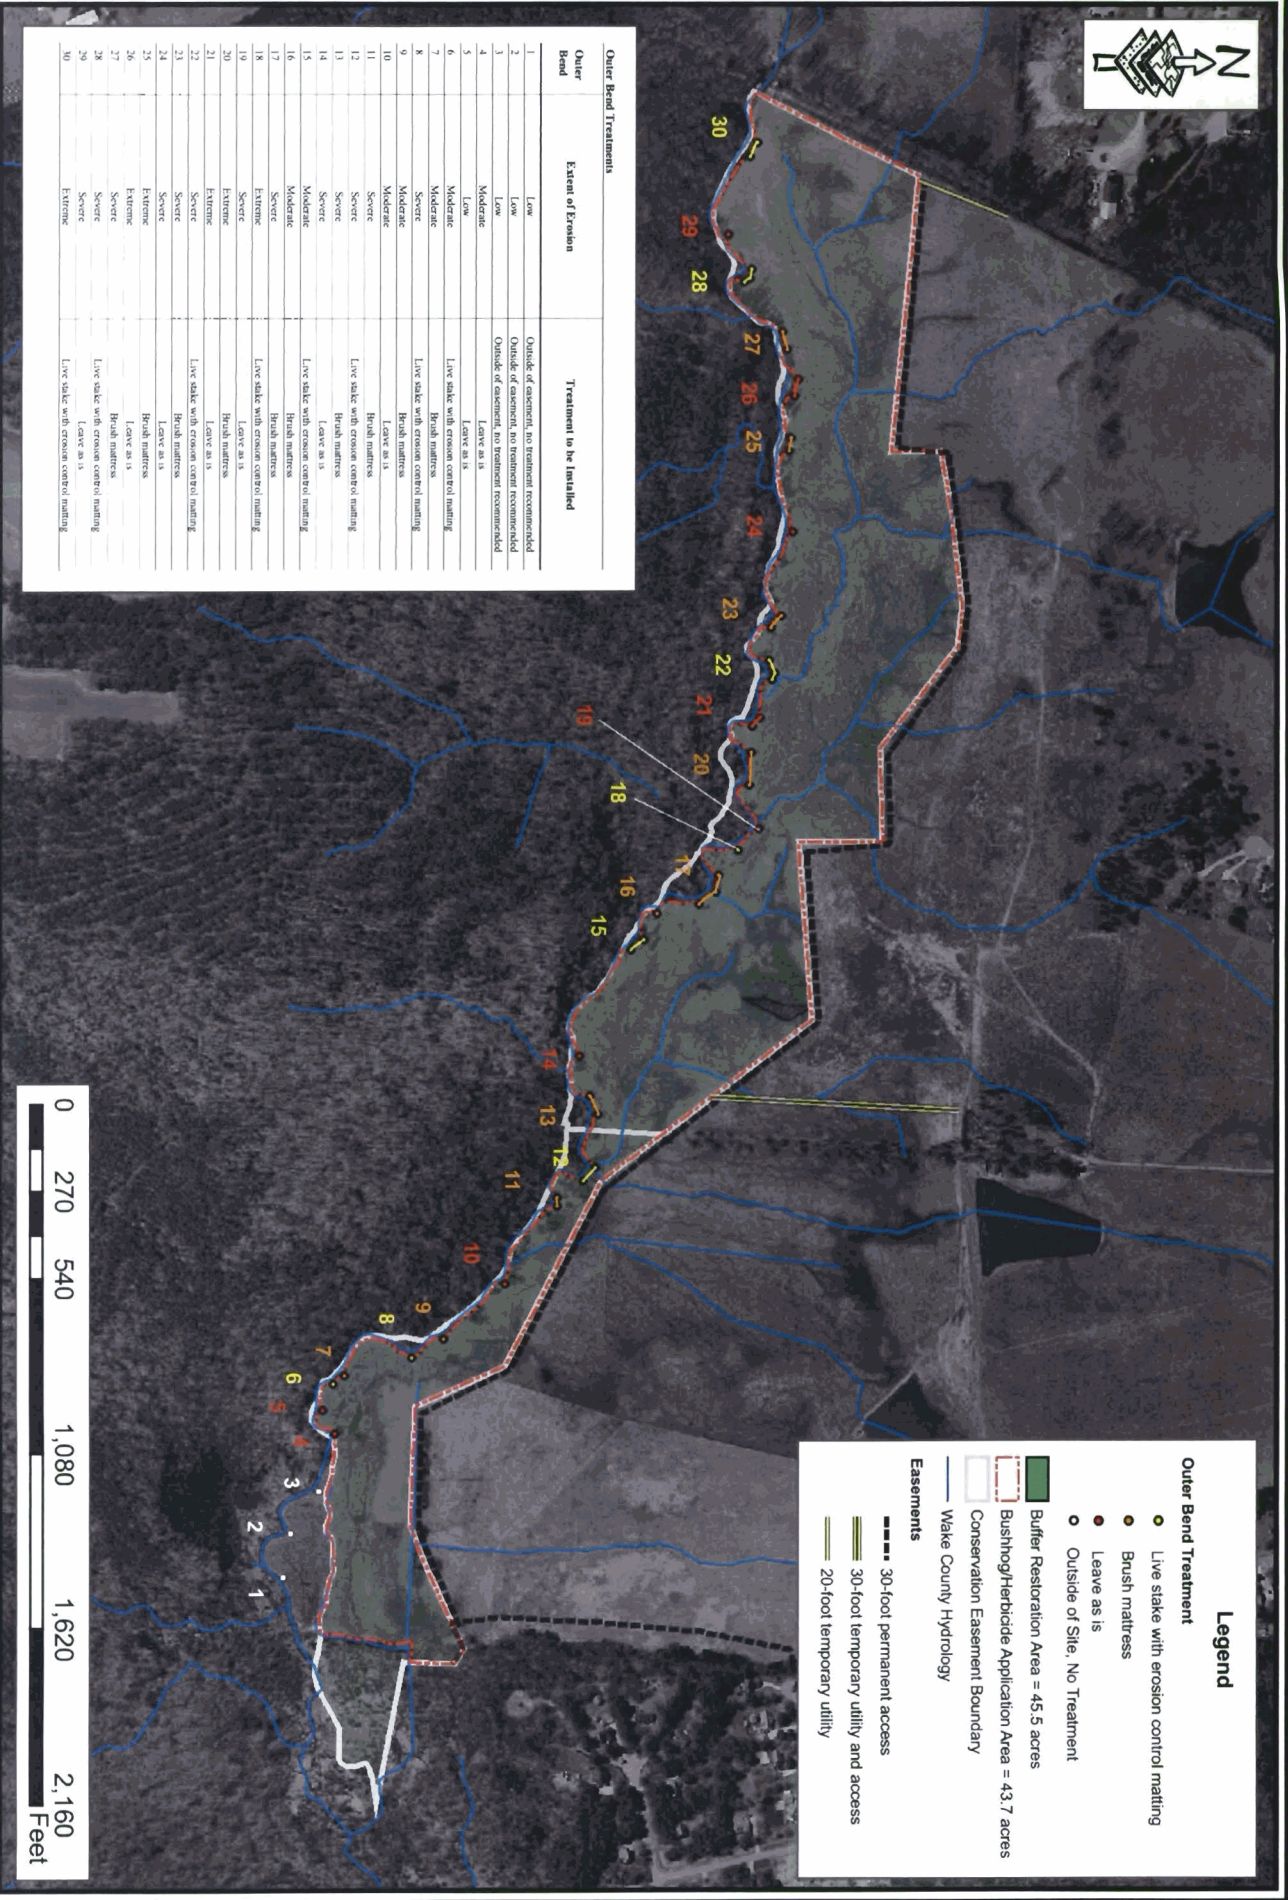 N
Outer Bend Treatments
Outer Bend Extent of Erosion Treatment to be Installed
1 Low Outside of easement, no treatment recommended
2 Low Outside of easement, no treatment recommended
3 Low Outside of easement, no treatment recommended
4 Moderate Leave as is
5 Low Leave as is
6 Moderate Live stake with erosion control matting
7 Moderate Brush mattress
8 Severe Live stake with erosion control matting
9 Moderate Brush mattress
10 Moderate Leave as is
11 Severe Brush mattress
12 Severe Live stake with erosion control matting
13 Severe Brush mattress
14 Severe Leave as is
15 Moderate Live stake with erosion control matting
16 Moderate Brush mattress
17 Severe Brush mattress
18 Extreme Live stake with erosion control matting
19 Severe Leave as is
20 Extreme Brush mattress
21 Extreme Leave as is
22 Severe Live stake with erosion control matting
23 Severe Brush mattress
24 Severe Leave as is
25 Extreme Brush mattress
26 Extreme Leave as is
27 Severe Brush mattress
28 Severe Live stake with erosion control matting
29 Severe Leave as is
30 Extreme Live stake with erosion control matting
30
29
28
27
26
25
24
23
22
21
20
19
18
17
16
15
14
13
12
11
10
9
8
7
6
5
4
3
2
1
Legend
Outer Bend Treatment
Live stake with erosion control matting
Brush mattress
Leave as is
Outside of Site, No Treatment
Buffer Restoration Area = 45.5 acres
Bushhog/Herbicide Application Area = 43.7 acres
Conservation Easement Boundary
Wake County Hydrology
Easements
30-foot permanent access
30-foot temporary utility and access
20-foot temporary utility
0 270 540 1,080 1,620 2,160
Feet